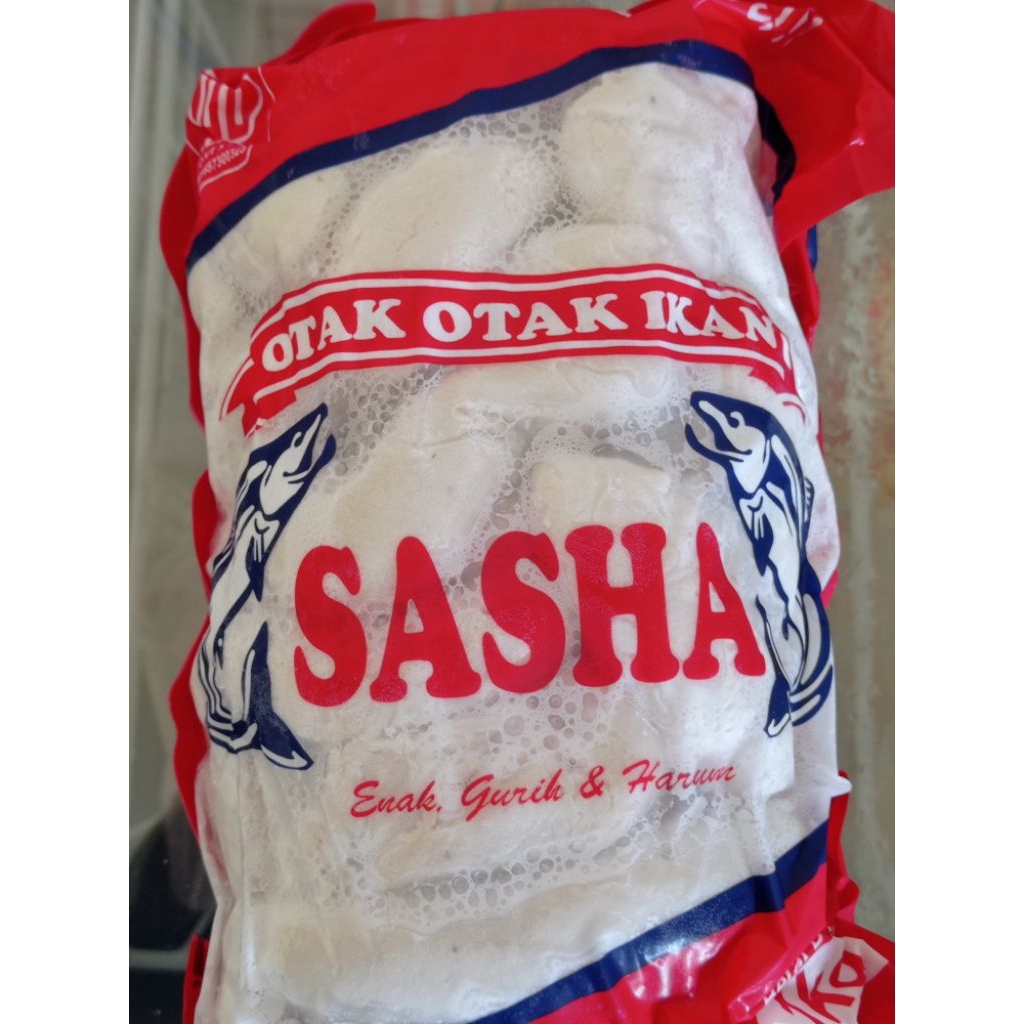 OTAK OTAK IKAN
SASHA
Enak, Gurih & Harum